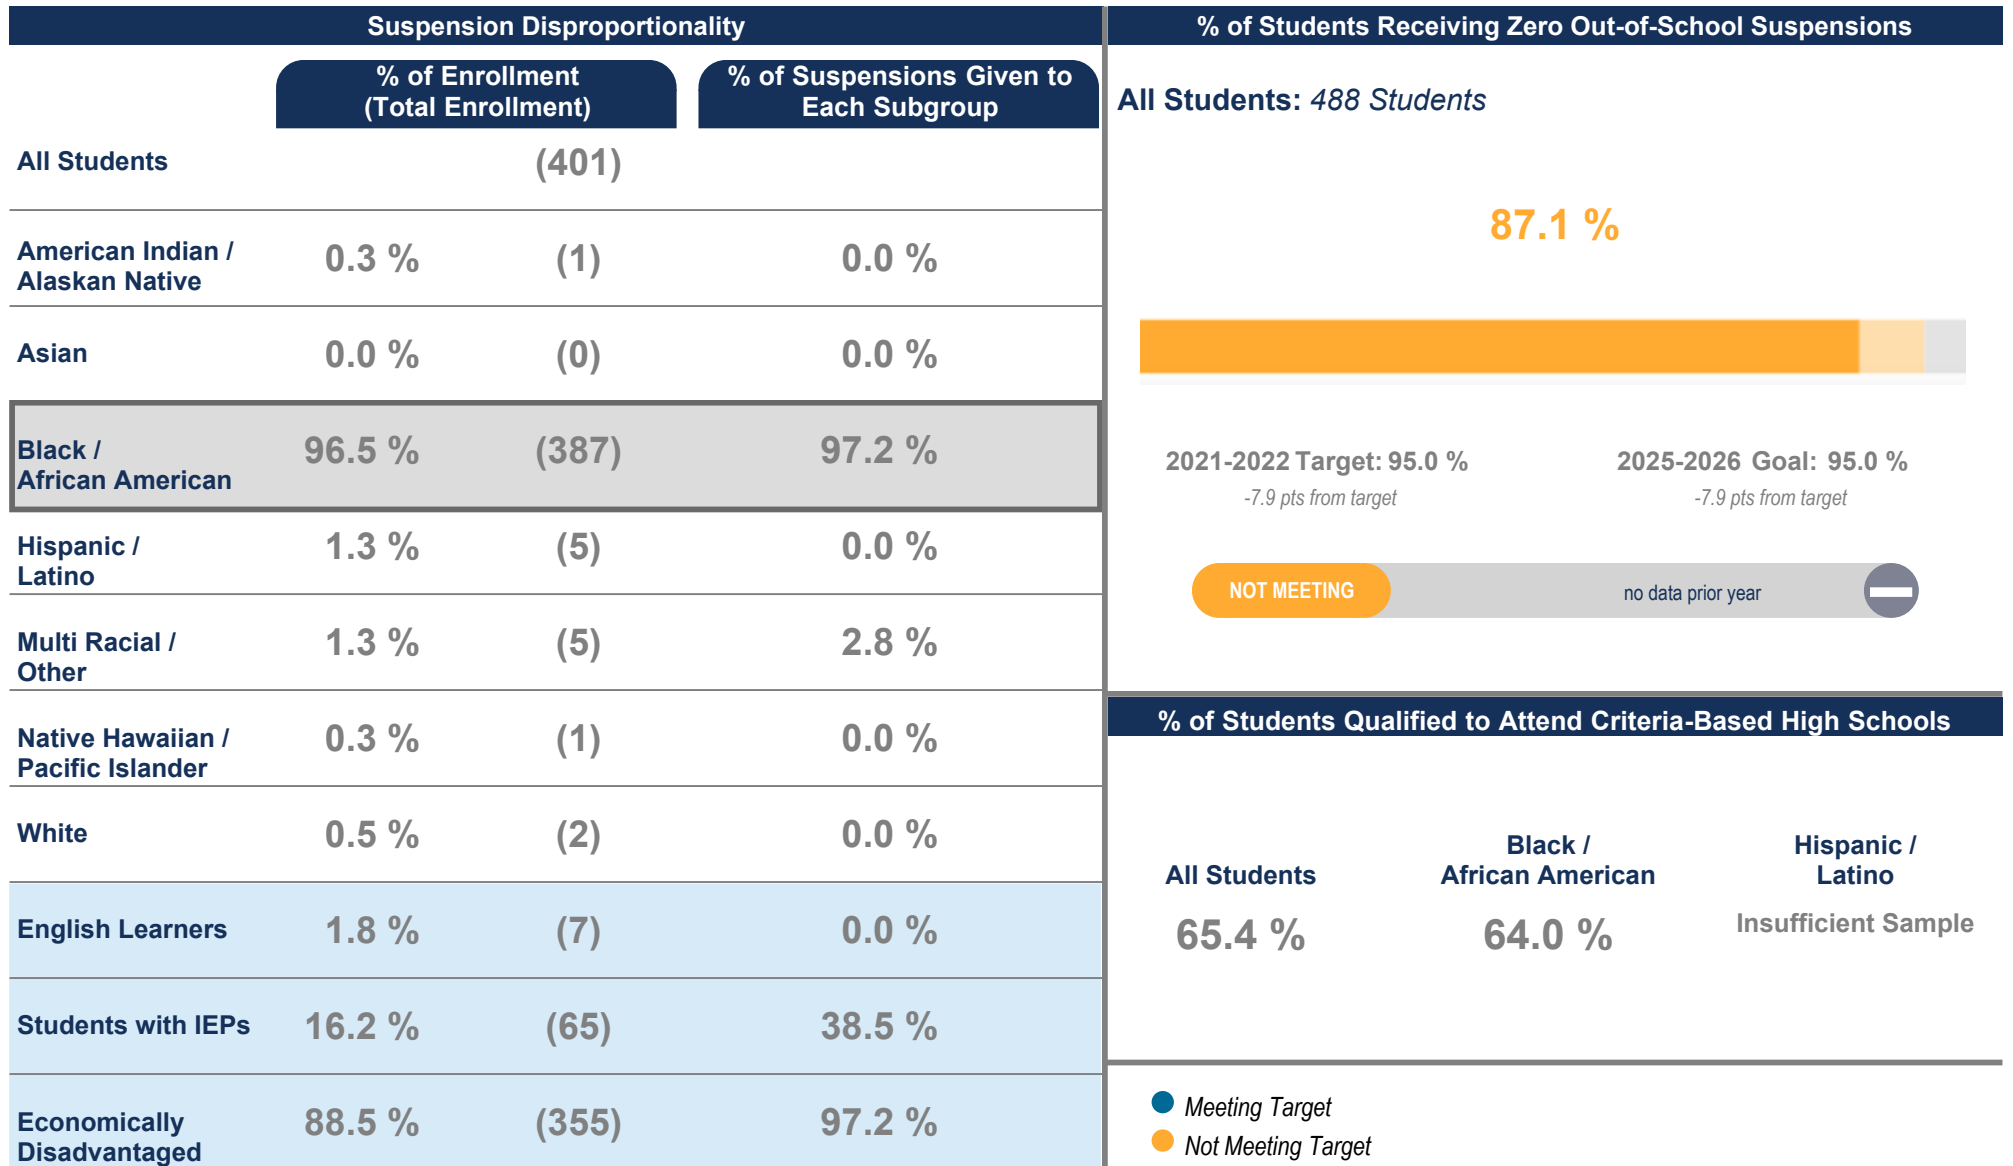 Suspension Disproportionality
% of Enrollment
(Total Enrollment)
% of Suspensions Given to
Each Subgroup
All Students (401)
American Indian /
Alaskan Native
0.3 % (1) 0.0 %
Asian 0.0 % (0) 0.0 %
Black /
African American
96.5 % (387) 97.2 %
Hispanic /
Latino
1.3 % (5) 0.0 %
Multi Racial /
Other
1.3 % (5) 2.8 %
Native Hawaiian /
Pacific Islander
0.3 % (1) 0.0 %
White 0.5 % (2) 0.0 %
English Learners 1.8 % (7) 0.0 %
Students with IEPs 16.2 % (65) 38.5 %
Economically
Disadvantaged
88.5 % (355) 97.2 %
% of Students Receiving Zero Out-of-School Suspensions
All Students: 488 Students
87.1 %
2021-2022 Target: 95.0 %
-7.9 pts from target
2025-2026 Goal: 95.0 %
-7.9 pts from target
NOT MEETING
no data prior year
% of Students Qualified to Attend Criteria-Based High Schools
All Students
65.4 %
Black /
African American
64.0 %
Hispanic /
Latino
Insufficient Sample
Meeting Target
Not Meeting Target